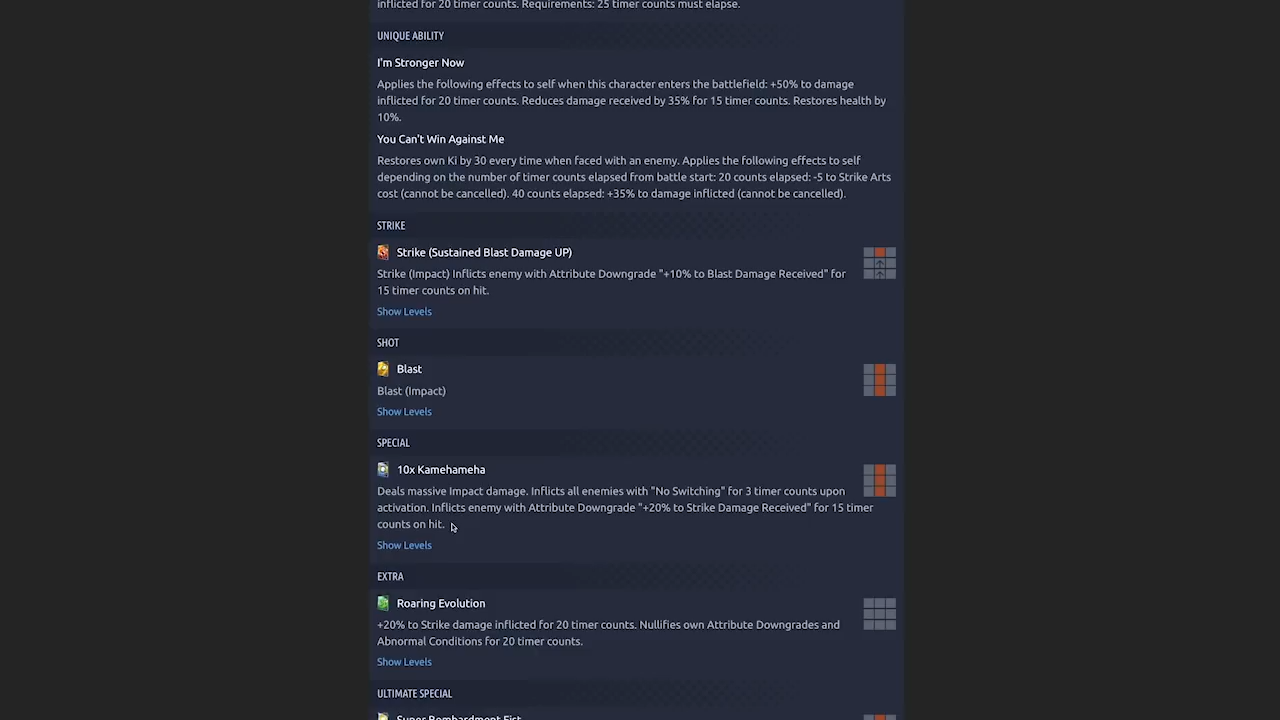 inflicted for 20 timer counts. Requirements: 25 timer counts must elapse.
UNIQUE ABILITY
I'm Stronger Now
Applies the following effects to self when this character enters the battlefield: +50% to damage
inflicted for 20 timer counts. Reduces damage received by 35% for 15 timer counts. Restores health by
10%.
You Can't Win Against Me
Restores own Ki by 30 every time when faced with an enemy. Applies the following effects to self
depending on the number of timer counts elapsed from battle start: 20 counts elapsed: -5 to Strike Arts
cost (cannot be cancelled). 40 counts elapsed: +35% to damage inflicted (cannot be cancelled).
STRIKE
Strike (Sustained Blast Damage UP)
Strike (Impact) Inflicts enemy with Attribute Downgrade "+10% to Blast Damage Received" for
15 timer counts on hit.
Show Levels
SHOT
Blast
Blast (Impact)
Show Levels
SPECIAL
10x Kamehameha
Deals massive Impact damage. Inflicts all enemies with "No Switching" for 3 timer counts upon
activation. Inflicts enemy with Attribute Downgrade "+20% to Strike Damage Received" for 15 timer
counts on hit.
Show Levels
EXTRA
Roaring Evolution
+20% to Strike damage inflicted for 20 timer counts. Nullifies own Attribute Downgrades and
Abnormal Conditions for 20 timer counts.
Show Levels
ULTIMATE SPECIAL
Super Bombardment Fist